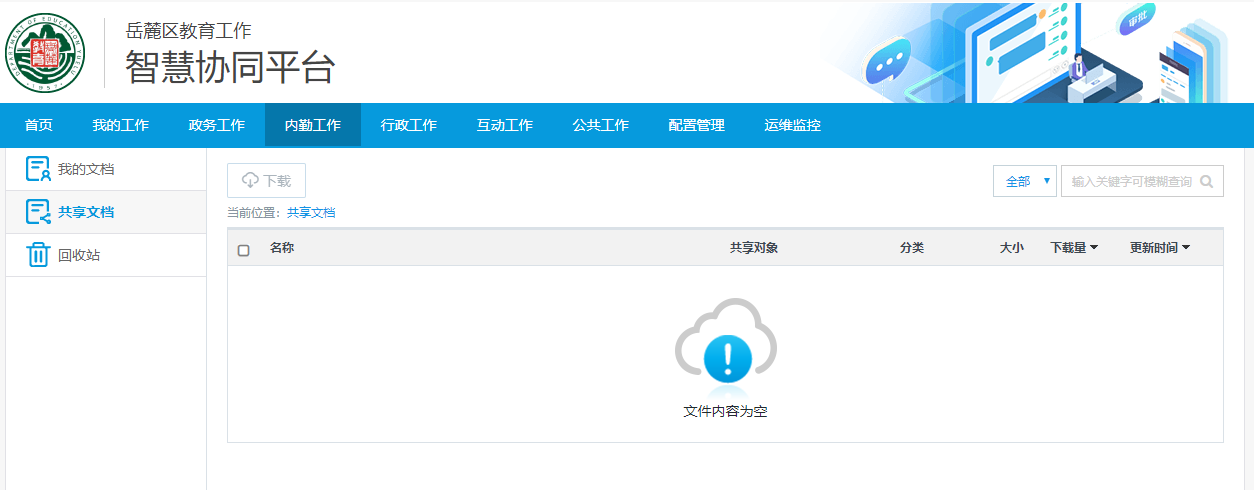 岳麓区教育工作
智慧协同平台
DEPARTMENT OF EDUCATION YUELU
1957
审批
首页 我的工作 政务工作 内勤工作 行政工作 互动工作 公共工作 配置管理 运维监控
我的文档
共享文档
回收站
下载
全部
输入关键字可模糊查询
当前位置：共享文档
名称 共享对象 分类 大小 下载量 更新时间
文件内容为空